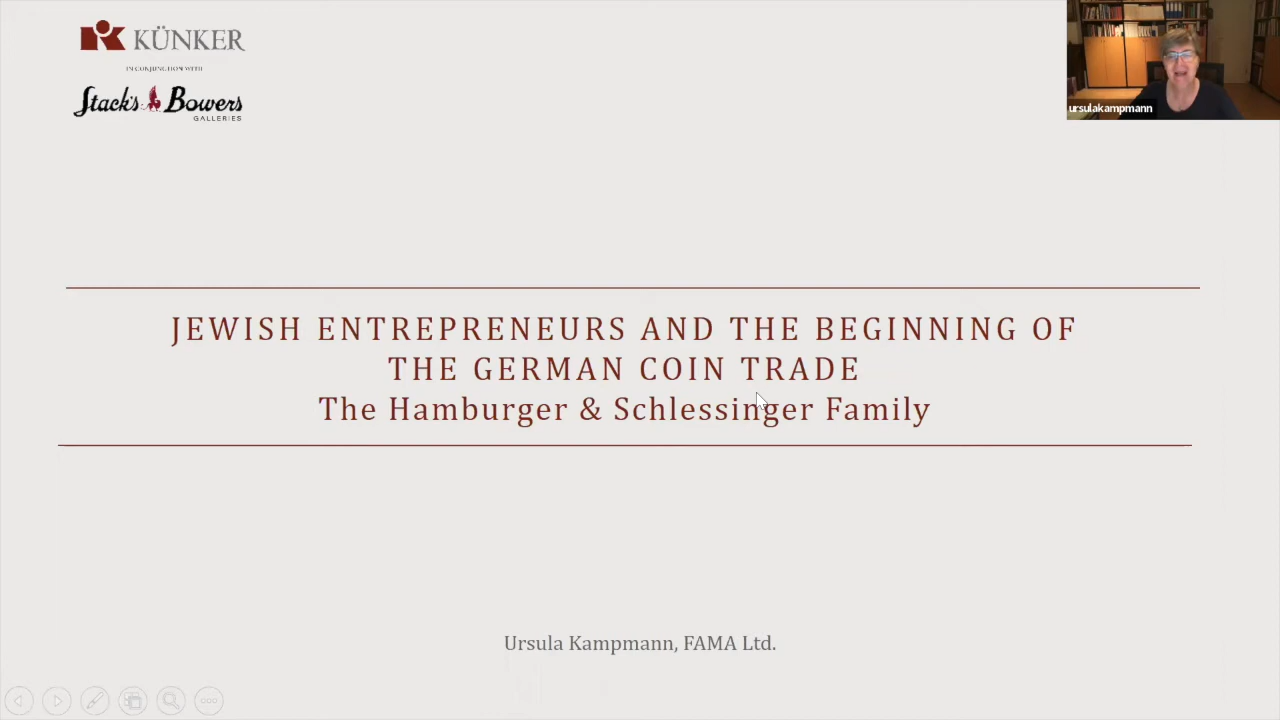 KÜNKER
IN CONJUNCTION WITH
Stack's Bowers
GALLERIES
ursulakampmann
JEWISH ENTREPRENEURS AND THE BEGINNING OF
THE GERMAN COIN TRADE
The Hamburger & Schlessinger Family
Ursula Kampmann, FAMA Ltd.